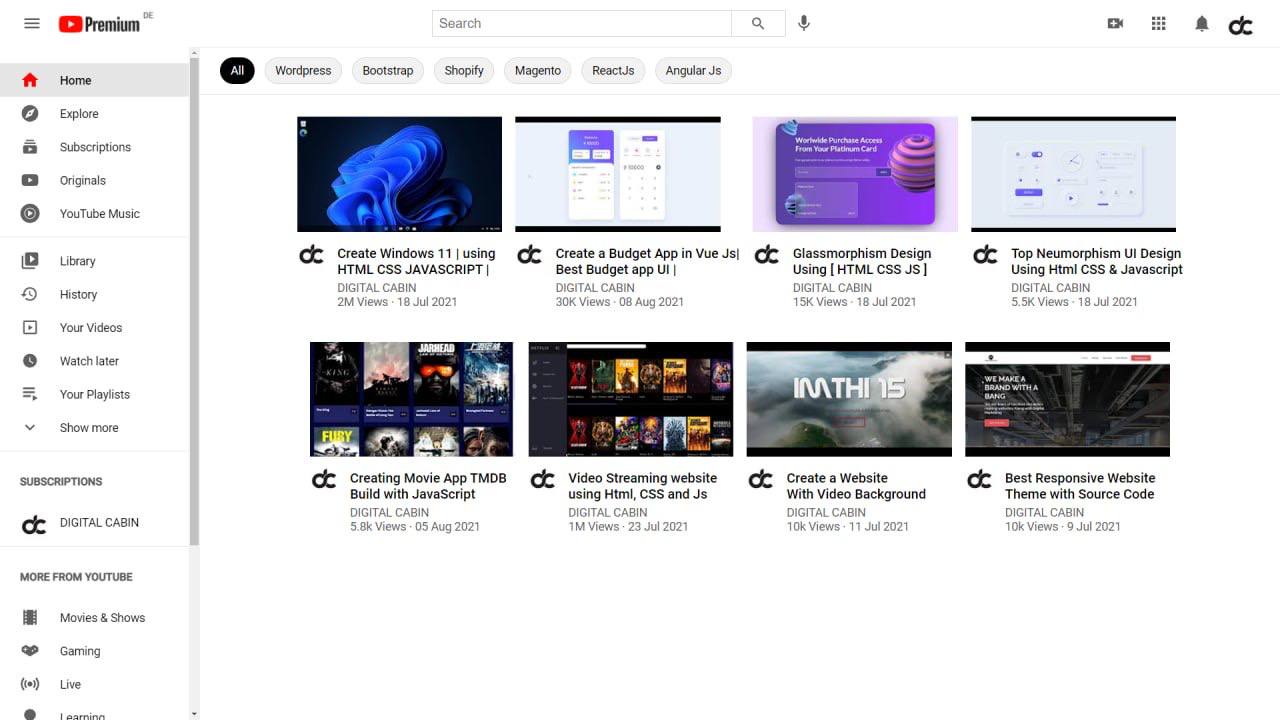 Premium DE
Search
Home
Explore
Subscriptions
Originals
YouTube Music
Library
History
Your Videos
Watch later
Your Playlists
Show more
SUBSCRIPTIONS
DIGITAL CABIN
MORE FROM YOUTUBE
Movies & Shows
Gaming
Live
Learning
All Wordpress Bootstrap Shopify Magento ReactJs Angular Js
Create Windows 11 | using
HTML CSS JAVASCRIPT |
DIGITAL CABIN
2M Views · 18 Jul 2021
Create a Budget App in Vue Js|
Best Budget app UI |
DIGITAL CABIN
30K Views · 08 Aug 2021
Worlwide Purchase Access
From Your Platinum Card
Glassmorphism Design
Using [ HTML CSS JS ]
DIGITAL CABIN
15K Views · 18 Jul 2021
Top Neumorphism UI Design
Using Html CSS & Javascript
DIGITAL CABIN
5.5K Views · 18 Jul 2021
KING
JARHEAD
FURY
Creating Movie App TMDB
Build with JavaScript
DIGITAL CABIN
5.8k Views · 05 Aug 2021
NETFLIX
Video Streaming website
using Html, CSS and Js
DIGITAL CABIN
1M Views · 23 Jul 2021
IMTHI 15
Create a Website
With Video Background
DIGITAL CABIN
10k Views · 11 Jul 2021
WE MAKE A
BRAND WITH A
BANG
Best Responsive Website
Theme with Source Code
DIGITAL CABIN
10k Views · 9 Jul 2021